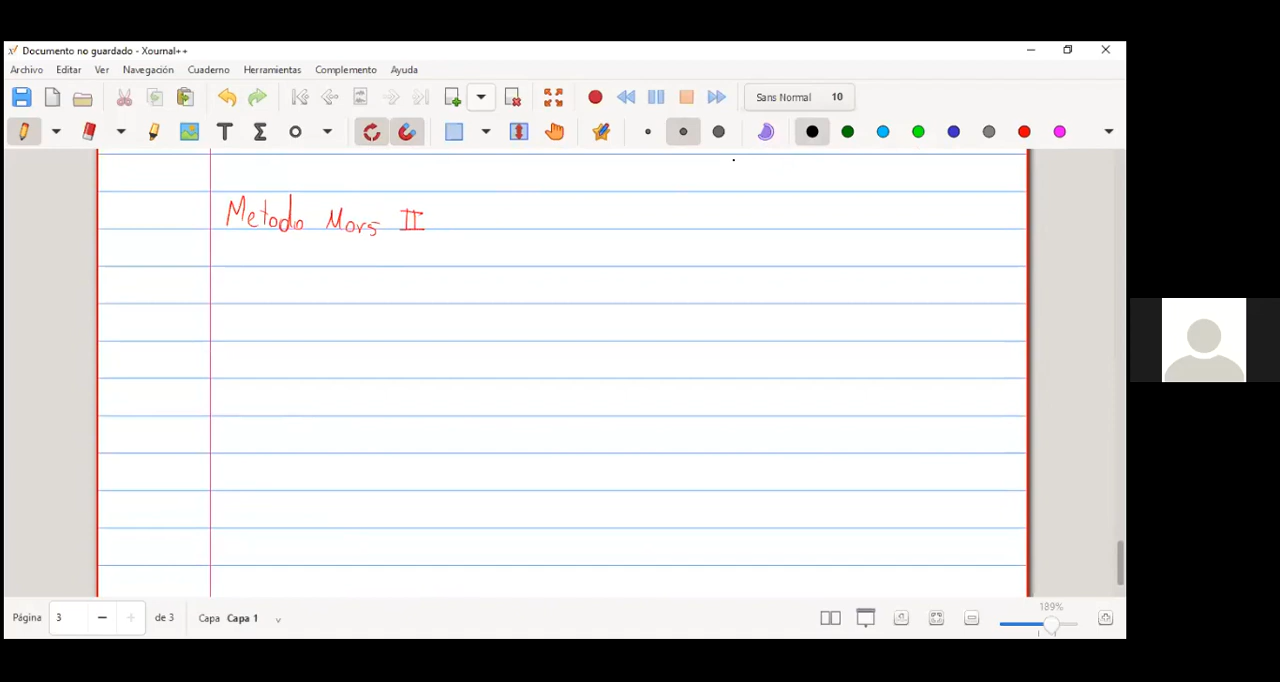 Documento no guardado - Xournal++
Archivo Editar Ver Navegación Cuaderno Herramientas Complemento Ayuda
Sans Normal 10
Metodo Mors II
Página 3 de 3 Capa Capa 1 189%